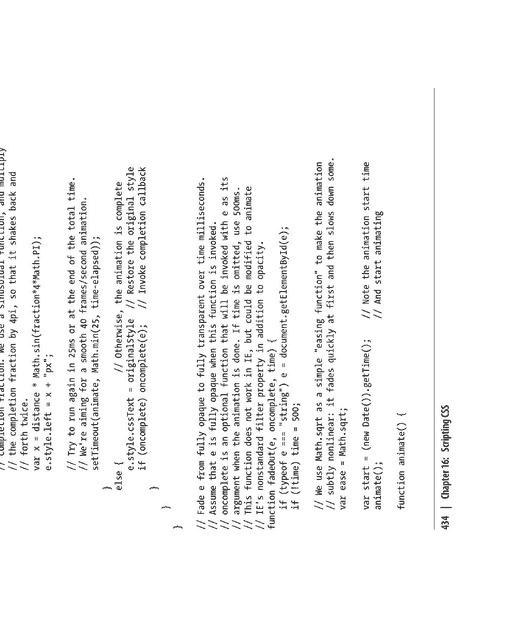 // completion fraction. We use a sinusoidal function, and multiply
// the completion fraction by 4pi, so that it shakes back and
// forth twice.
var x = distance * Math.sin(fraction*4*Math.PI);
e.style.left = x + "px";
// Try to run again in 25ms or at the end of the total time.
// We're aiming for a smooth 40 frames/second animation.
setTimeout(animate, Math.min(25, time-elapsed));
}
else { // Otherwise, the animation is complete
e.style.cssText = originalStyle // Restore the original style
if (oncomplete) oncomplete(e); // Invoke completion callback
}
}
}
// Fade e from fully opaque to fully transparent over time milliseconds.
// Assume that e is fully opaque when this function is invoked.
// oncomplete is an optional function that will be invoked with e as its
// argument when the animation is done. If time is omitted, use 500ms.
// This function does not work in IE, but could be modified to animate
// IE's nonstandard filter property in addition to opacity.
function fadeOut(e, oncomplete, time) {
if (typeof e === "string") e = document.getElementById(e);
if (!time) time = 500;
// We use Math.sqrt as a simple "easing function" to make the animation
// subtly nonlinear: it fades quickly at first and then slows down some.
var ease = Math.sqrt;
var start = (new Date()).getTime(); // Note the animation start time
animate(); // And start animating
function animate() {
434 | Chapter 16: Scripting CSS